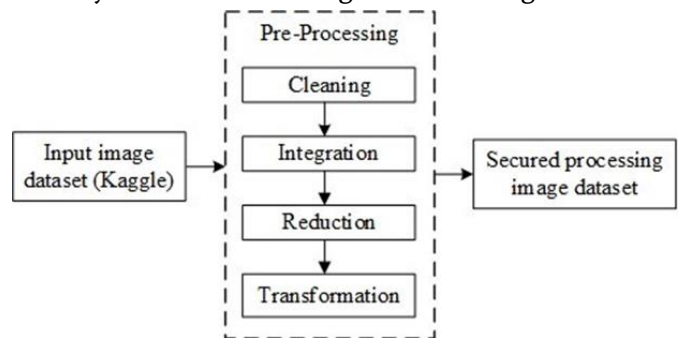 Pre-Processing
Cleaning
Input image
dataset (Kaggle)
Integration
Secured processing
image dataset
Reduction
Transformation